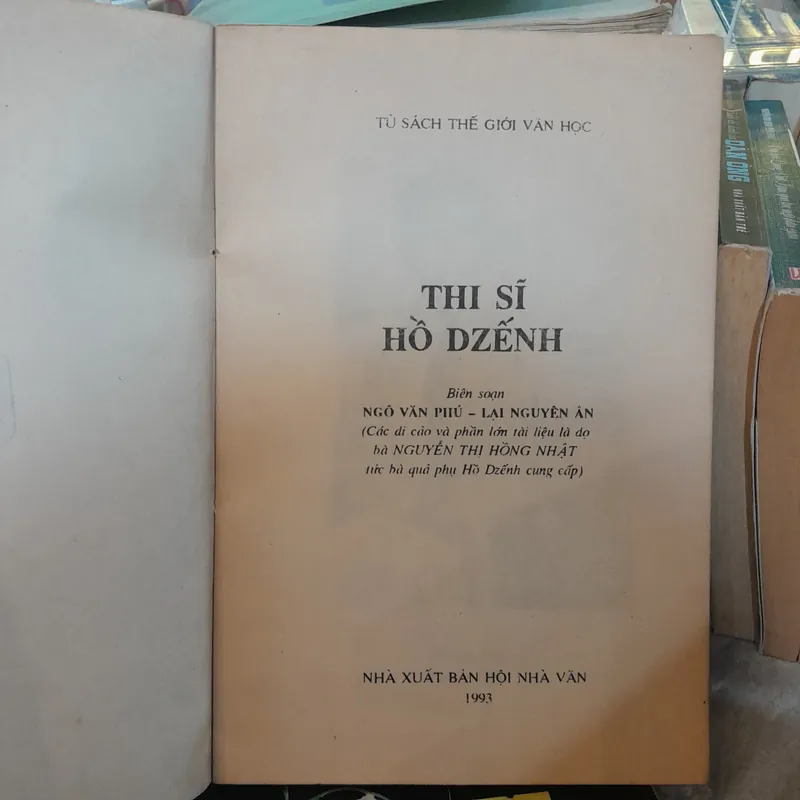 TỦ SÁCH THẾ GIỚI VĂN HỌC
THI SĨ
HỒ DZẾNH
Biên soạn
NGÔ VĂN PHÚ – LẠI NGUYÊN ÂN
(Các di cảo và phần lớn tài liệu là do
bà NGUYỄN THỊ HỒNG NHẬT
tức bà quả phụ Hồ Dzếnh cung cấp)
NHÀ XUẤT BẢN HỘI NHÀ VĂN
1993
ĐÀN ÔNG